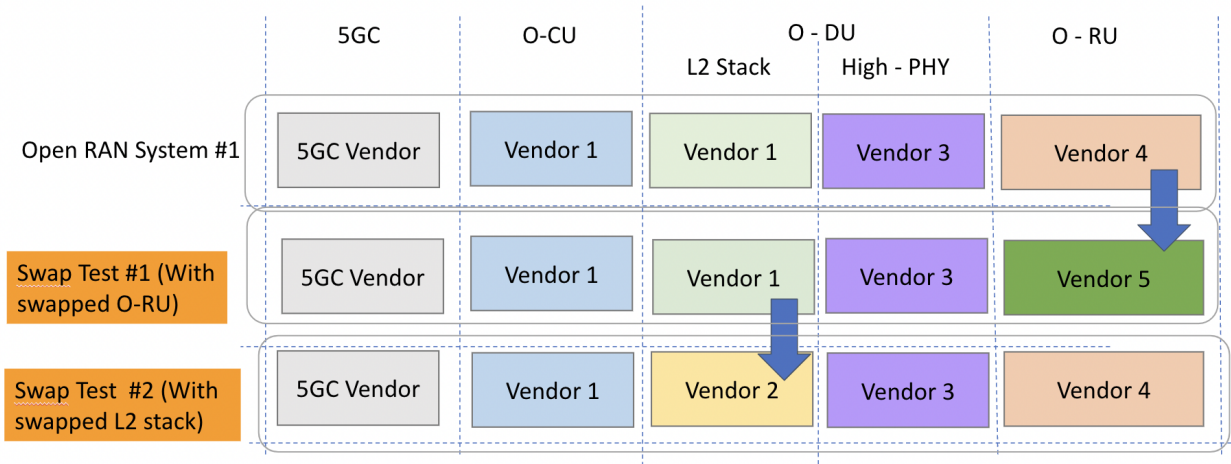 5GC O-CU O - DU O - RU
L2 Stack High - PHY
Open RAN System #1 5GC Vendor Vendor 1 Vendor 1 Vendor 3 Vendor 4
Swap Test #1 (With
swapped O-RU)
5GC Vendor Vendor 1 Vendor 1 Vendor 3 Vendor 5
Swap Test #2 (With
swapped L2 stack)
5GC Vendor Vendor 1 Vendor 2 Vendor 3 Vendor 4